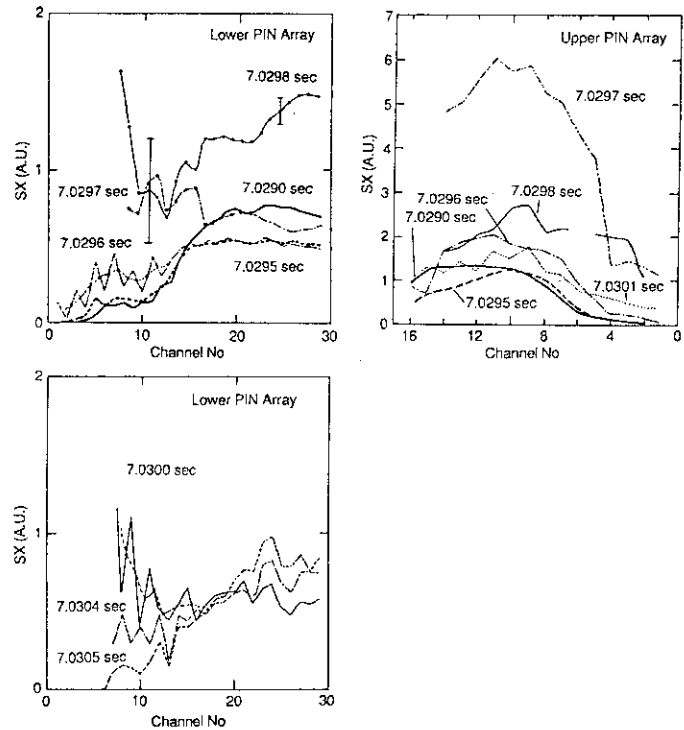 2
Lower PIN Array
7.0298 sec
SX (A.U.)
1
7.0297 sec
7.0290 sec
7.0296 sec
7.0295 sec
0
0 10 20 30
Channel No
7
Upper PIN Array
6
7.0297 sec
5
4
SX (A.U.)
3
7.0296 sec
7.0298 sec
7.0290 sec
2
1
7.0301 sec
7.0295 sec
0
16 12 8 4 0
Channel No
2
Lower PIN Array
7.0300 sec
SX (A.U.)
1
7.0304 sec
7.0305 sec
0
0 10 20 30
Channel No